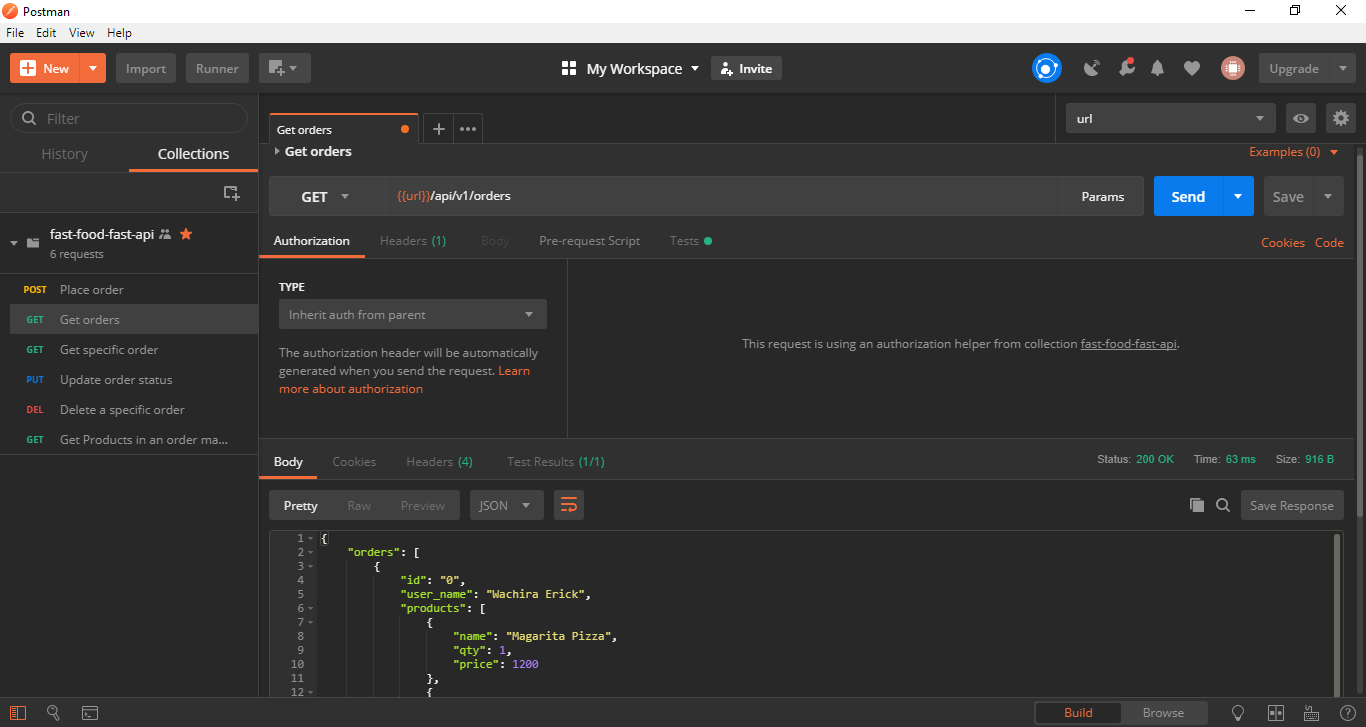 Postman
File Edit View Help
New Import Runner My Workspace Invite Upgrade
Filter
History Collections
fast-food-fast-api
6 requests
POST Place order
GET Get orders
GET Get specific order
PUT Update order status
DEL Delete a specific order
GET Get Products in an order ma...
Get orders
url
Get orders
Examples (0)
GET {{url}}/api/v1/orders Params Send Save
Authorization Headers (1) Body Pre-request Script Tests
Cookies Code
TYPE
Inherit auth from parent
The authorization header will be automatically
generated when you send the request. Learn
more about authorization
This request is using an authorization helper from collection fast-food-fast-api.
Body Cookies Headers (4) Test Results (1/1)
Status: 200 OK Time: 63 ms Size: 916 B
Pretty Raw Preview JSON Save Response
1 {
2 "orders": [
3 {
4 "id": "0",
5 "user_name": "Wachira Erick",
6 "products": [
7 {
8 "name": "Magarita Pizza",
9 "qty": 1,
10 "price": 1200
11 },
12 {
Build Browse